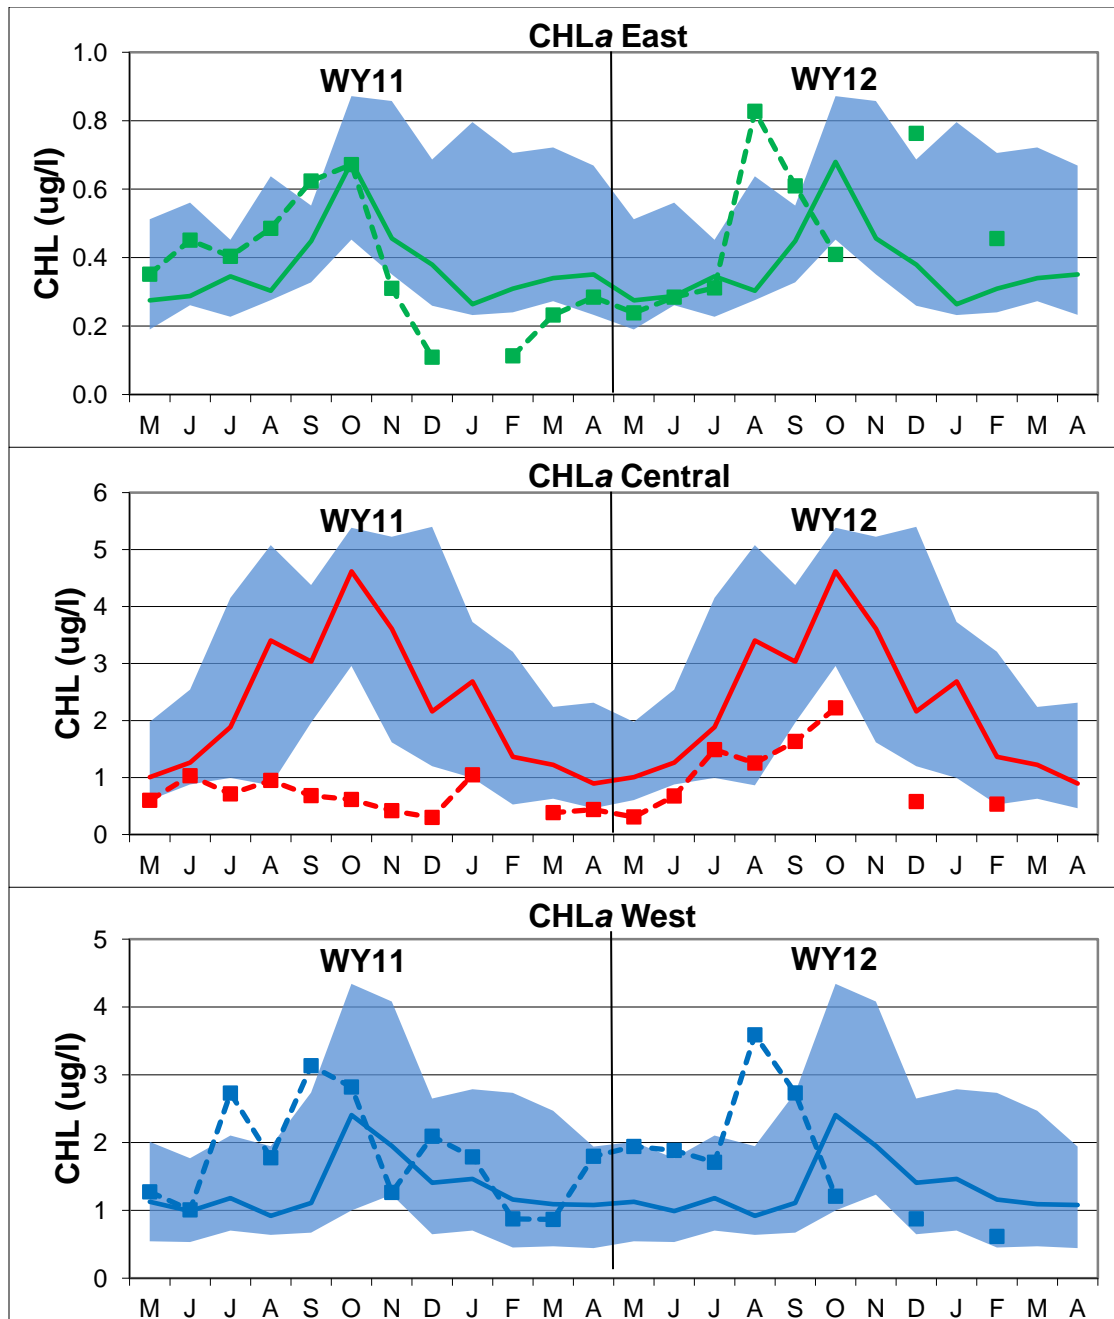 CHLa East
WY11 WY12
CHL (ug/l)
1.0
0.8
0.6
0.4
0.2
0.0
M J J A S O N D J F M A M J J A S O N D J F M A
CHLa Central
WY11 WY12
CHL (ug/l)
6
5
4
3
2
1
0
M J J A S O N D J F M A M J J A S O N D J F M A
CHLa West
WY11 WY12
CHL (ug/l)
5
4
3
2
1
0
M J J A S O N D J F M A M J J A S O N D J F M A